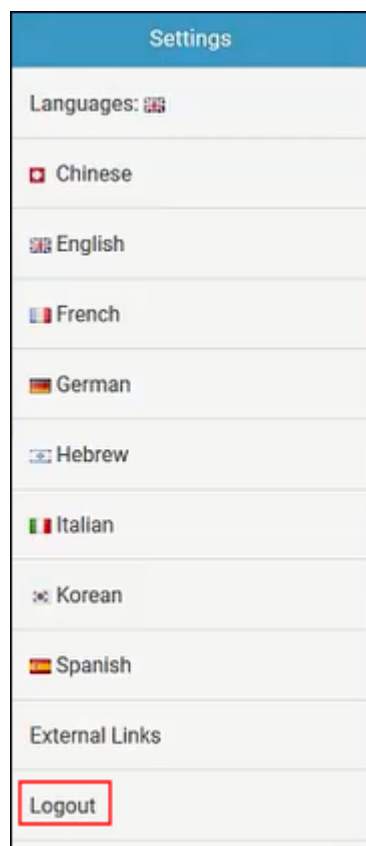 Settings
Languages:
Chinese
English
French
German
Hebrew
Italian
Korean
Spanish
External Links
Logout